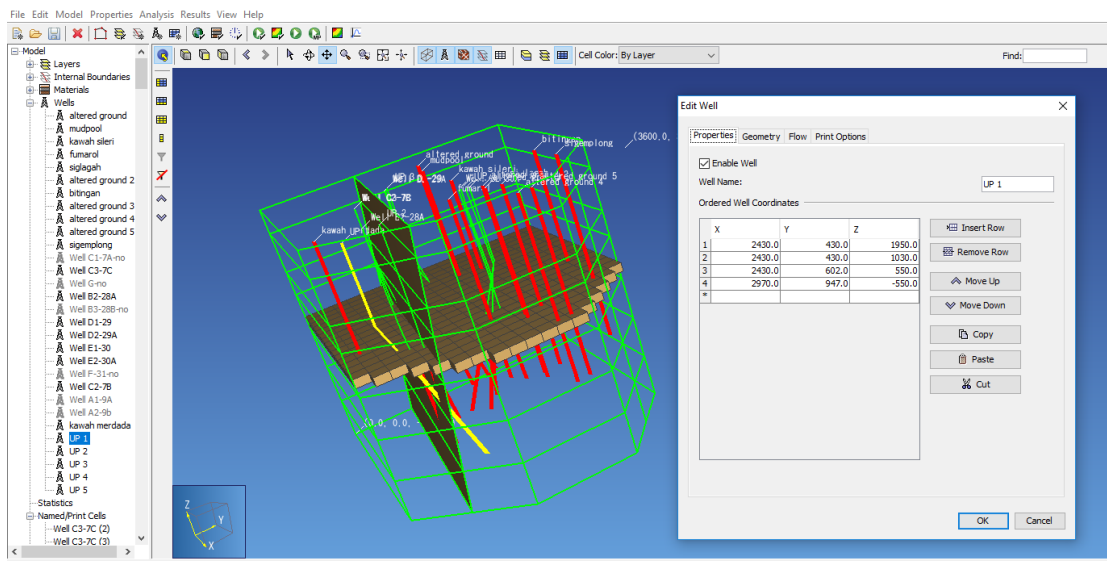 File Edit Model Properties Analysis Results View Help
Cell Color: By Layer
Find:
Model
Layers
Internal Boundaries
Materials
Wells
altered ground
mudpool
kawah sileri
fumarol
siglagah
altered ground 2
bitingan
altered ground 3
altered ground 4
altered ground 5
sigemplong
Well C1-7A-no
Well C3-7C
Well G-no
Well B2-28A
Well B3-28B-no
Well D1-29
Well D2-29A
Well E1-30
Well E2-30A
Well F-31-no
Well C2-7B
Well A1-9A
Well A2-9b
kawah merdada
UP 1
UP 2
UP 3
UP 4
UP 5
Statistics
Named/Print Cells
Well C3-7C (2)
Well C3-7C (3)
(3600.0,
sigemplong
altered ground
mudpool
kawah sileri
ground 5
altered ground 4
C2-7B
kawah
(0.0, 0.0,
Z
Y
X
Edit Well
Properties Geometry Flow Print Options
Enable Well
Well Name: UP 1
Ordered Well Coordinates
X Y Z
1 2430.0 430.0 1950.0
2 2430.0 430.0 1030.0
3 2430.0 602.0 550.0
4 2970.0 947.0 -550.0
*
Insert Row
Remove Row
Move Up
Move Down
Copy
Paste
Cut
OK Cancel